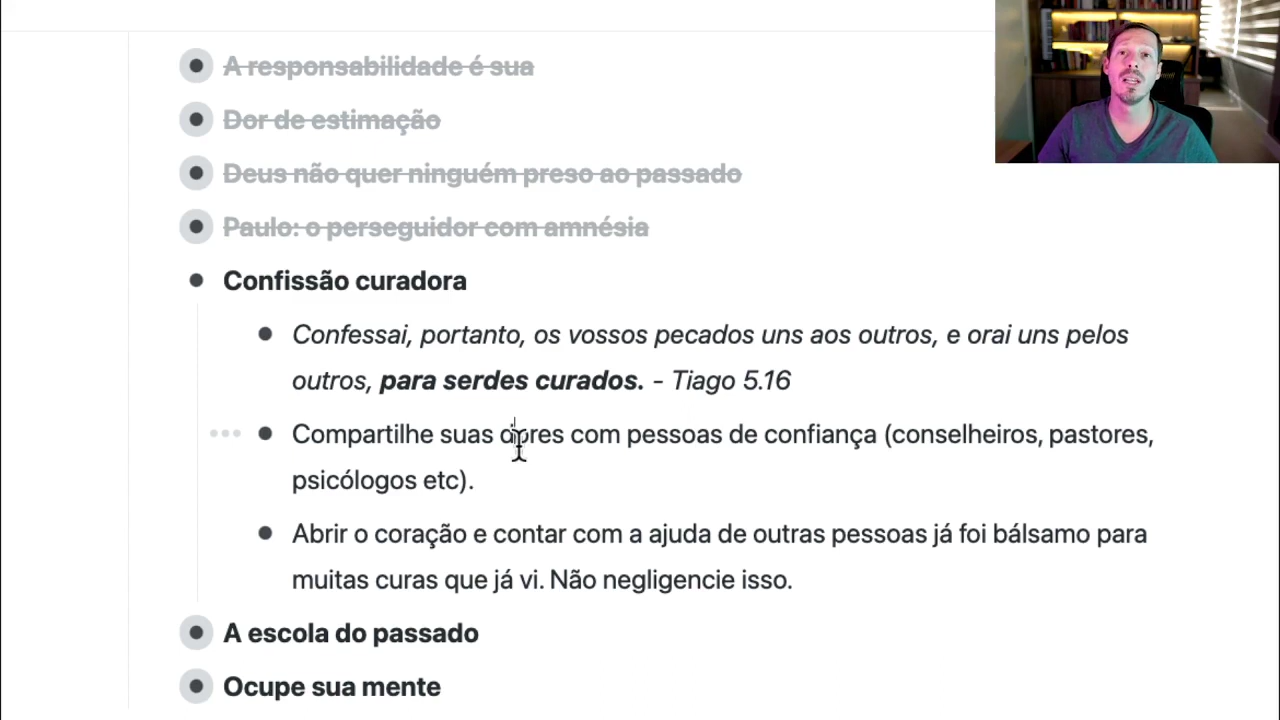 A responsabilidade é sua
Dor de estimação
Deus não quer ninguém preso ao passado
Paulo: o perseguidor com amnésia
Confissão curadora
Confessai, portanto, os vossos pecados uns aos outros, e orai uns pelos
outros, para serdes curados. - Tiago 5.16
Compartilhe suas dores com pessoas de confiança (conselheiros, pastores,
psicólogos etc).
Abrir o coração e contar com a ajuda de outras pessoas já foi bálsamo para
muitas curas que já vi. Não negligencie isso.
A escola do passado
Ocupe sua mente